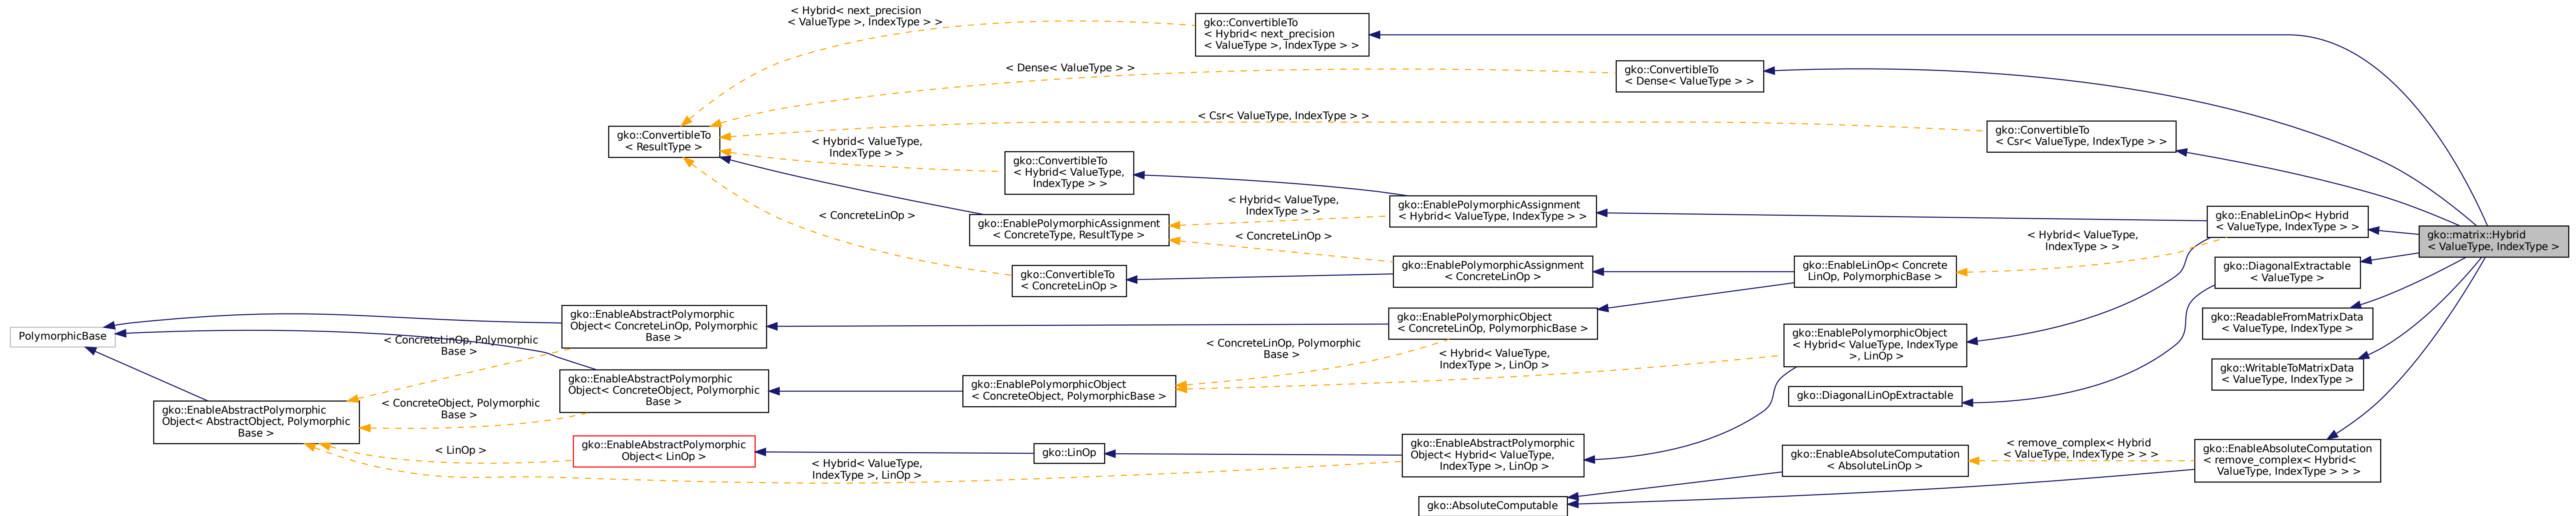 < Hybrid< next_precision
< ValueType >, IndexType > >
gko::ConvertibleTo
< Hybrid< next_precision
< ValueType >, IndexType > >
< Dense< ValueType > >
gko::ConvertibleTo
< Dense< ValueType > >
< Csr< ValueType, IndexType > >
gko::ConvertibleTo
< Csr< ValueType, IndexType > >
gko::ConvertibleTo
< ResultType >
< Hybrid< ValueType,
IndexType > >
gko::ConvertibleTo
< Hybrid< ValueType,
IndexType > >
< Hybrid< ValueType,
IndexType > >
gko::EnablePolymorphicAssignment
< Hybrid< ValueType, IndexType > >
gko::EnableLinOp< Hybrid
< ValueType, IndexType > >
< ConcreteLinOp >
gko::EnablePolymorphicAssignment
< ConcreteType, ResultType >
< ConcreteLinOp >
< Hybrid< ValueType,
IndexType > >
gko::matrix::Hybrid
< ValueType, IndexType >
gko::ConvertibleTo
< ConcreteLinOp >
gko::EnablePolymorphicAssignment
< ConcreteLinOp >
gko::EnableLinOp< Concrete
LinOp, PolymorphicBase >
gko::DiagonalExtractable
< ValueType >
gko::EnableAbstractPolymorphic
Object< ConcreteLinOp, Polymorphic
Base >
gko::EnablePolymorphicObject
< ConcreteLinOp, PolymorphicBase >
gko::ReadableFromMatrixData
< ValueType, IndexType >
PolymorphicBase
< ConcreteLinOp, Polymorphic
Base >
< ConcreteLinOp, Polymorphic
Base >
< Hybrid< ValueType,
IndexType >, LinOp >
gko::EnablePolymorphicObject
< Hybrid< ValueType, IndexType
>, LinOp >
gko::WritableToMatrixData
< ValueType, IndexType >
gko::EnableAbstractPolymorphic
Object< ConcreteObject, Polymorphic
Base >
gko::EnablePolymorphicObject
< ConcreteObject, PolymorphicBase >
gko::DiagonalLinOpExtractable
gko::EnableAbstractPolymorphic
Object< AbstractObject, Polymorphic
Base >
< ConcreteObject, Polymorphic
Base >
< LinOp >
gko::EnableAbstractPolymorphic
Object< LinOp >
< Hybrid< ValueType,
IndexType >, LinOp >
gko::LinOp
gko::EnableAbstractPolymorphic
Object< Hybrid< ValueType,
IndexType >, LinOp >
gko::EnableAbsoluteComputation
< AbsoluteLinOp >
< remove_complex< Hybrid
< ValueType, IndexType > > >
gko::EnableAbsoluteComputation
< remove_complex< Hybrid<
ValueType, IndexType > > >
gko::AbsoluteComputable